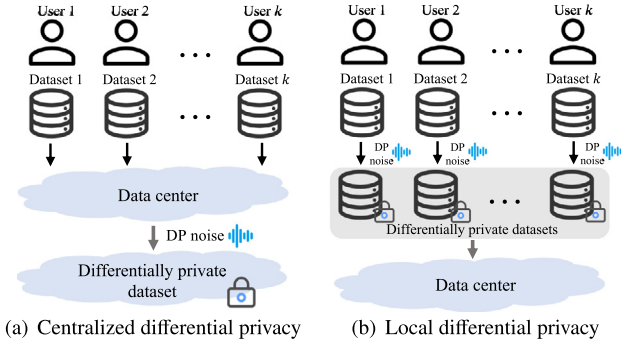 User 1 User 2 User k
Dataset 1 Dataset 2 Dataset k
Data center
DP noise
Differentially private
dataset
(a) Centralized differential privacy
User 1 User 2 User k
Dataset 1 Dataset 2 Dataset k
DP
noise
DP
noise
DP
noise
Differentially private datasets
Data center
(b) Local differential privacy